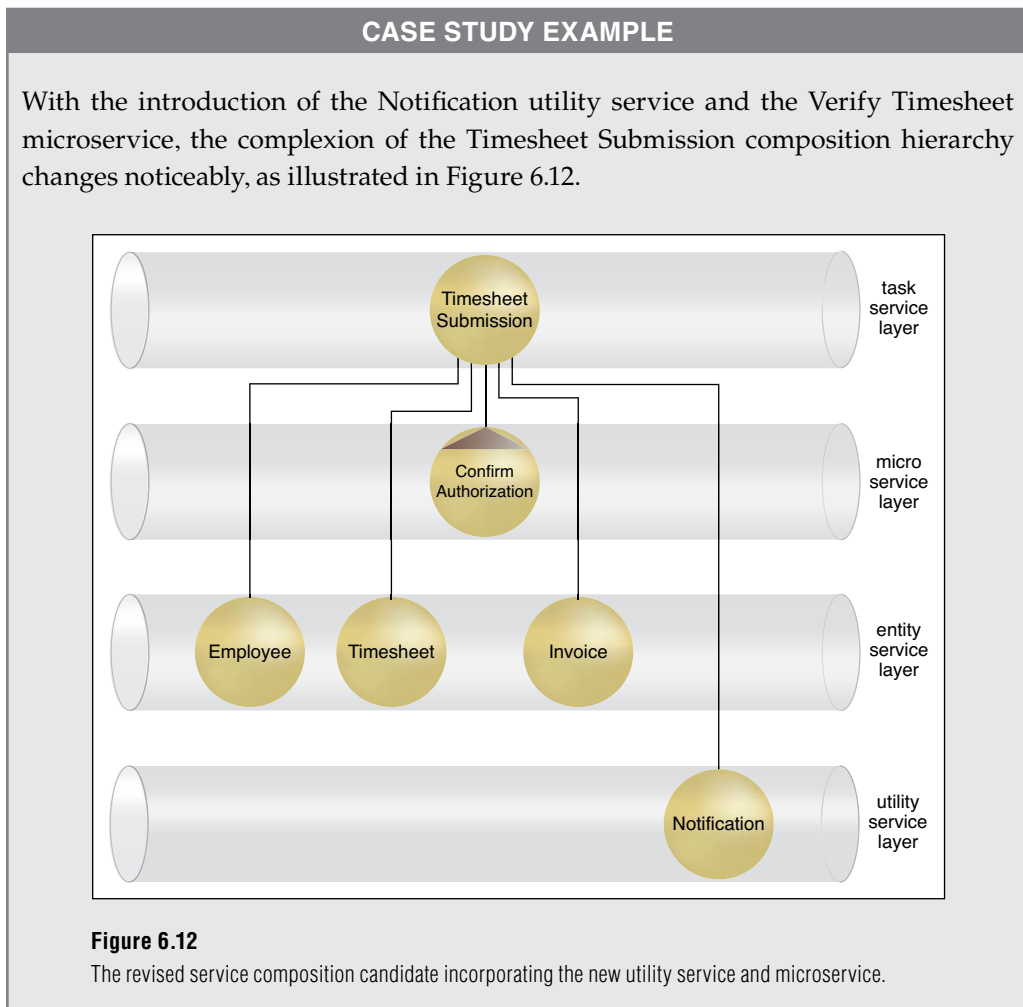 CASE STUDY EXAMPLE
With the introduction of the Notification utility service and the Verify Timesheet
microservice, the complexion of the Timesheet Submission composition hierarchy
changes noticeably, as illustrated in Figure 6.12.
Timesheet
Submission
task
service
layer
Confirm
Authorization
micro
service
layer
Employee
Timesheet
Invoice
entity
service
layer
Notification
utility
service
layer
Figure 6.12
The revised service composition candidate incorporating the new utility service and microservice.